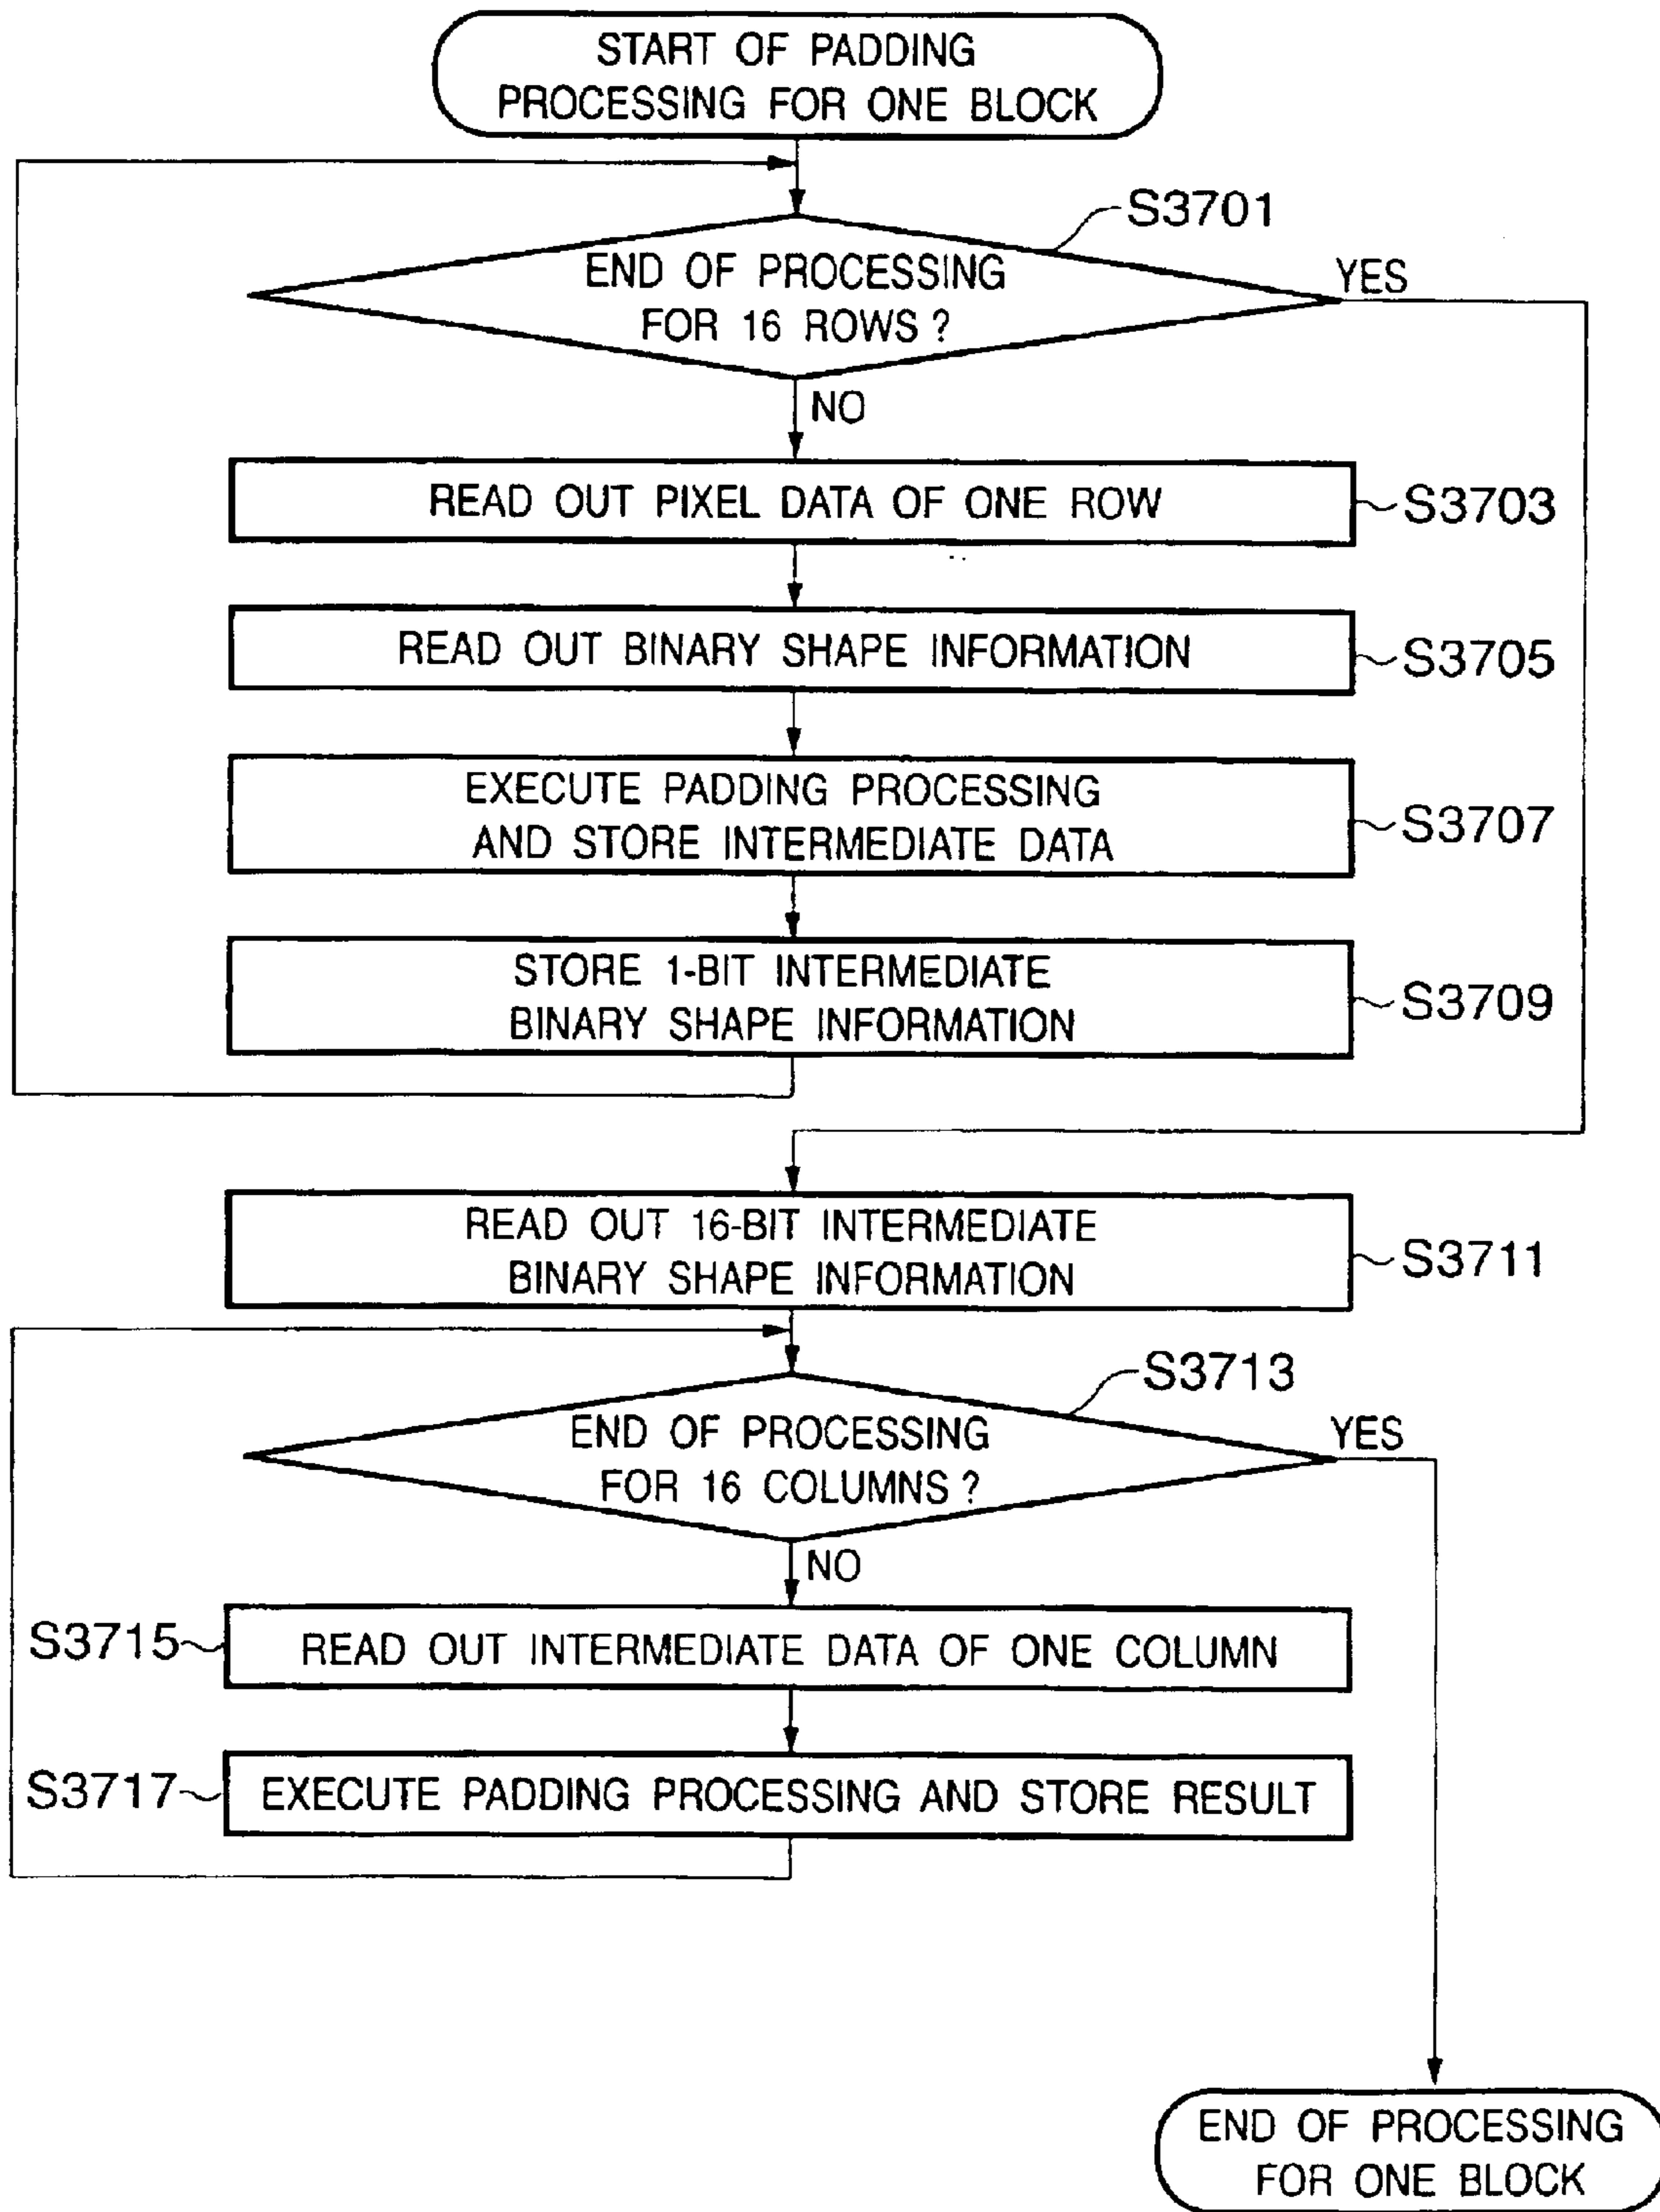 START OF PADDING
PROCESSING FOR ONE BLOCK
S3701
END OF PROCESSING
FOR 16 ROWS ?
YES
NO
READ OUT PIXEL DATA OF ONE ROW
S3703
READ OUT BINARY SHAPE INFORMATION
S3705
EXECUTE PADDING PROCESSING
AND STORE INTERMEDIATE DATA
S3707
STORE 1-BIT INTERMEDIATE
BINARY SHAPE INFORMATION
S3709
READ OUT 16-BIT INTERMEDIATE
BINARY SHAPE INFORMATION
S3711
S3713
END OF PROCESSING
FOR 16 COLUMNS ?
YES
NO
S3715
READ OUT INTERMEDIATE DATA OF ONE COLUMN
S3717
EXECUTE PADDING PROCESSING AND STORE RESULT
END OF PROCESSING
FOR ONE BLOCK